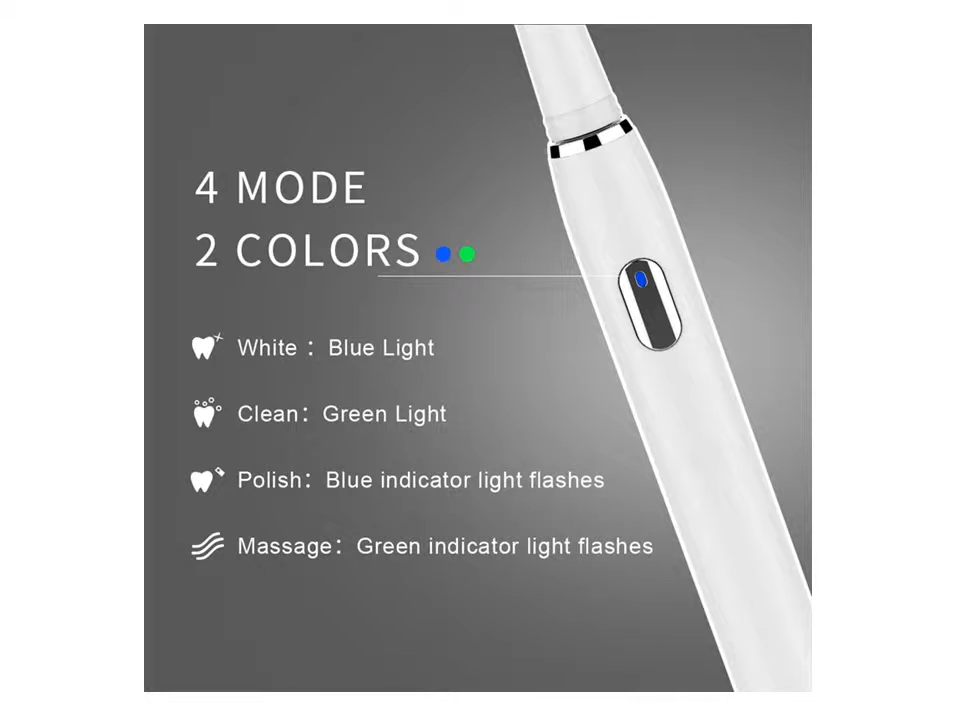 4 MODE
2 COLORS
White : Blue Light
Clean: Green Light
Polish: Blue indicator light flashes
Massage: Green indicator light flashes